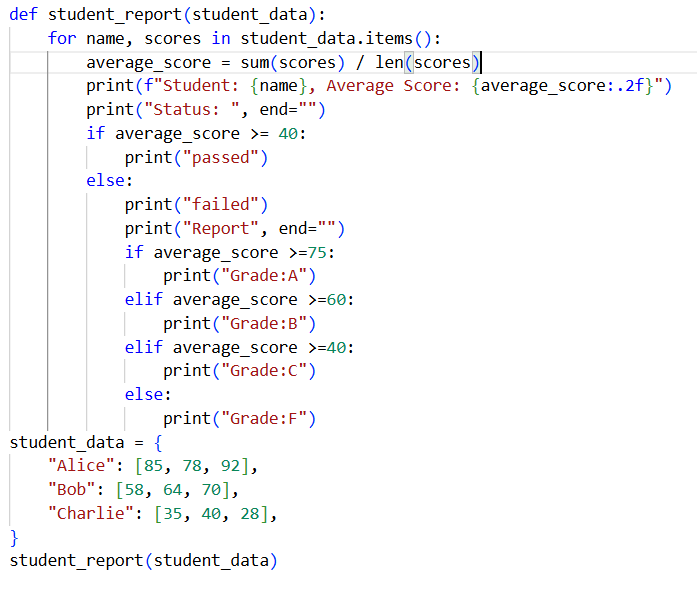 def student_report(student_data):
    for name, scores in student_data.items():
        average_score = sum(scores) / len(scores)
        print(f"Student: {name}, Average Score: {average_score:.2f}")
        print("Status: ", end="")
        if average_score >= 40:
            print("passed")
        else:
            print("failed")
            print("Report", end="")
            if average_score >=75:
                print("Grade:A")
            elif average_score >=60:
                print("Grade:B")
            elif average_score >=40:
                print("Grade:C")
            else:
                print("Grade:F")
student_data = {
    "Alice": [85, 78, 92],
    "Bob": [58, 64, 70],
    "Charlie": [35, 40, 28],
}
student_report(student_data)